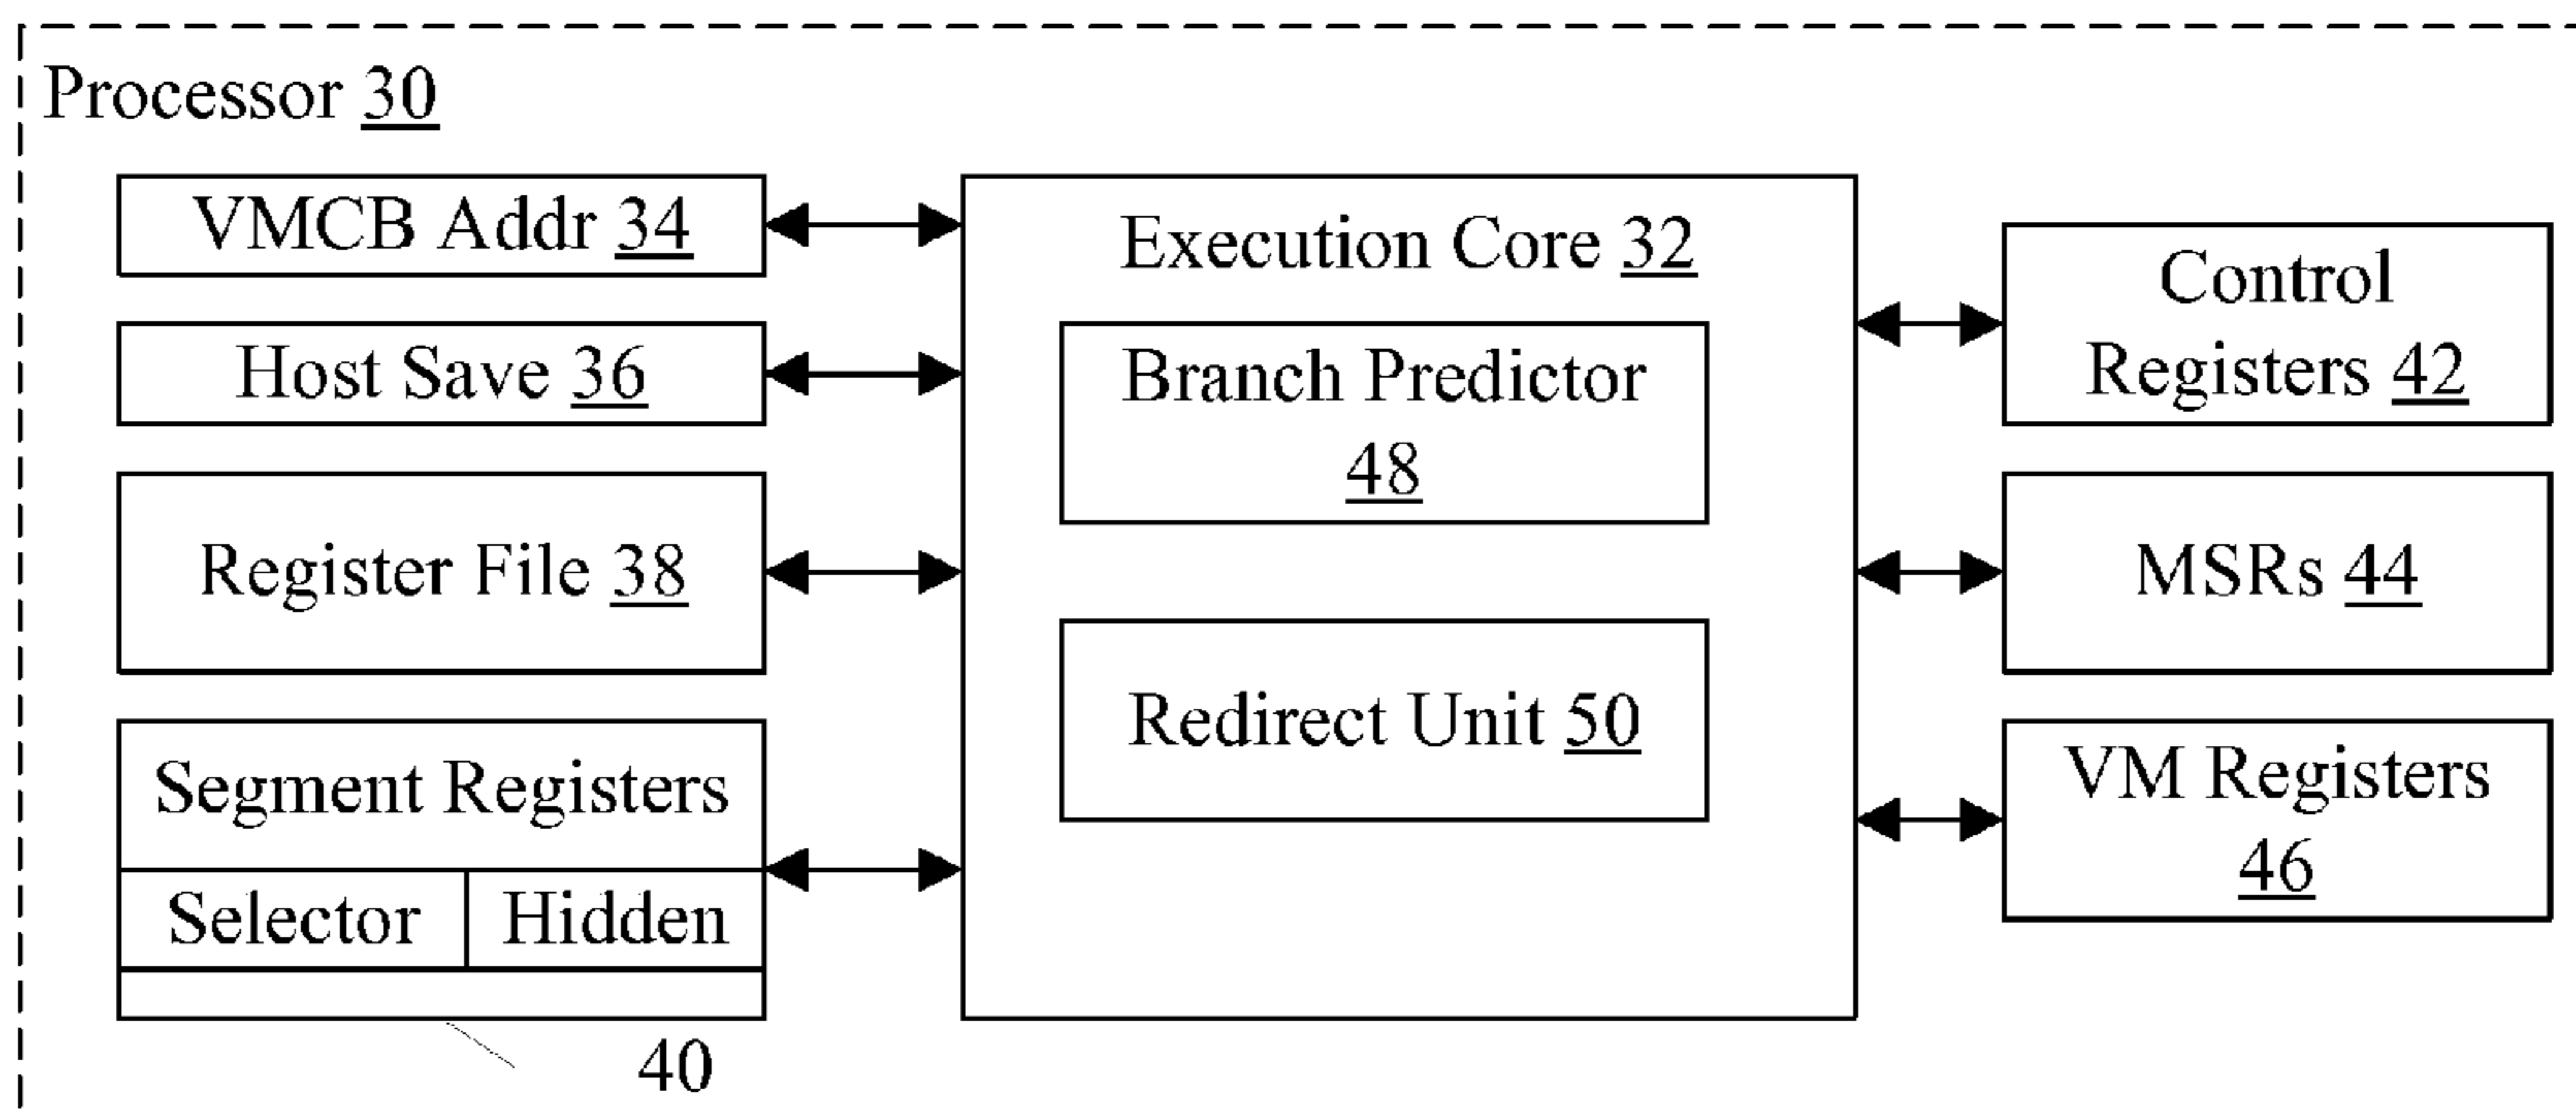 Processor 30
VMCB Addr 34
Host Save 36
Register File 38
Segment Registers
Selector Hidden
40
Execution Core 32
Branch Predictor
48
Redirect Unit 50
Control
Registers 42
MSRs 44
VM Registers
46